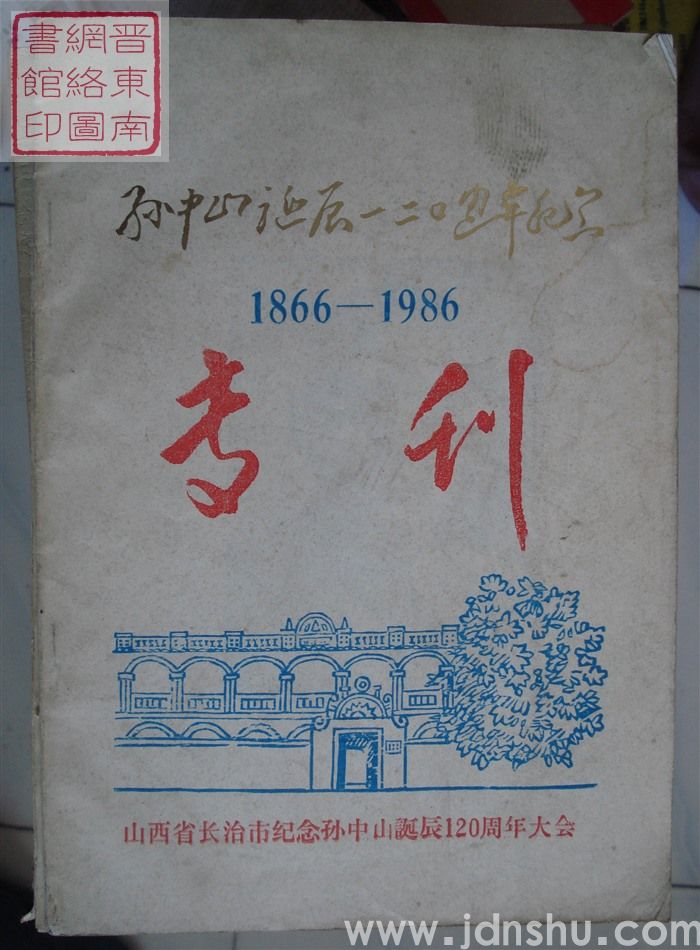 晋東南
網絡圖
書館印
孙中山诞辰一二〇周年纪念
1866—1986
专刊
山西省长治市纪念孙中山誕辰120周年大会
www.jdnshu.com